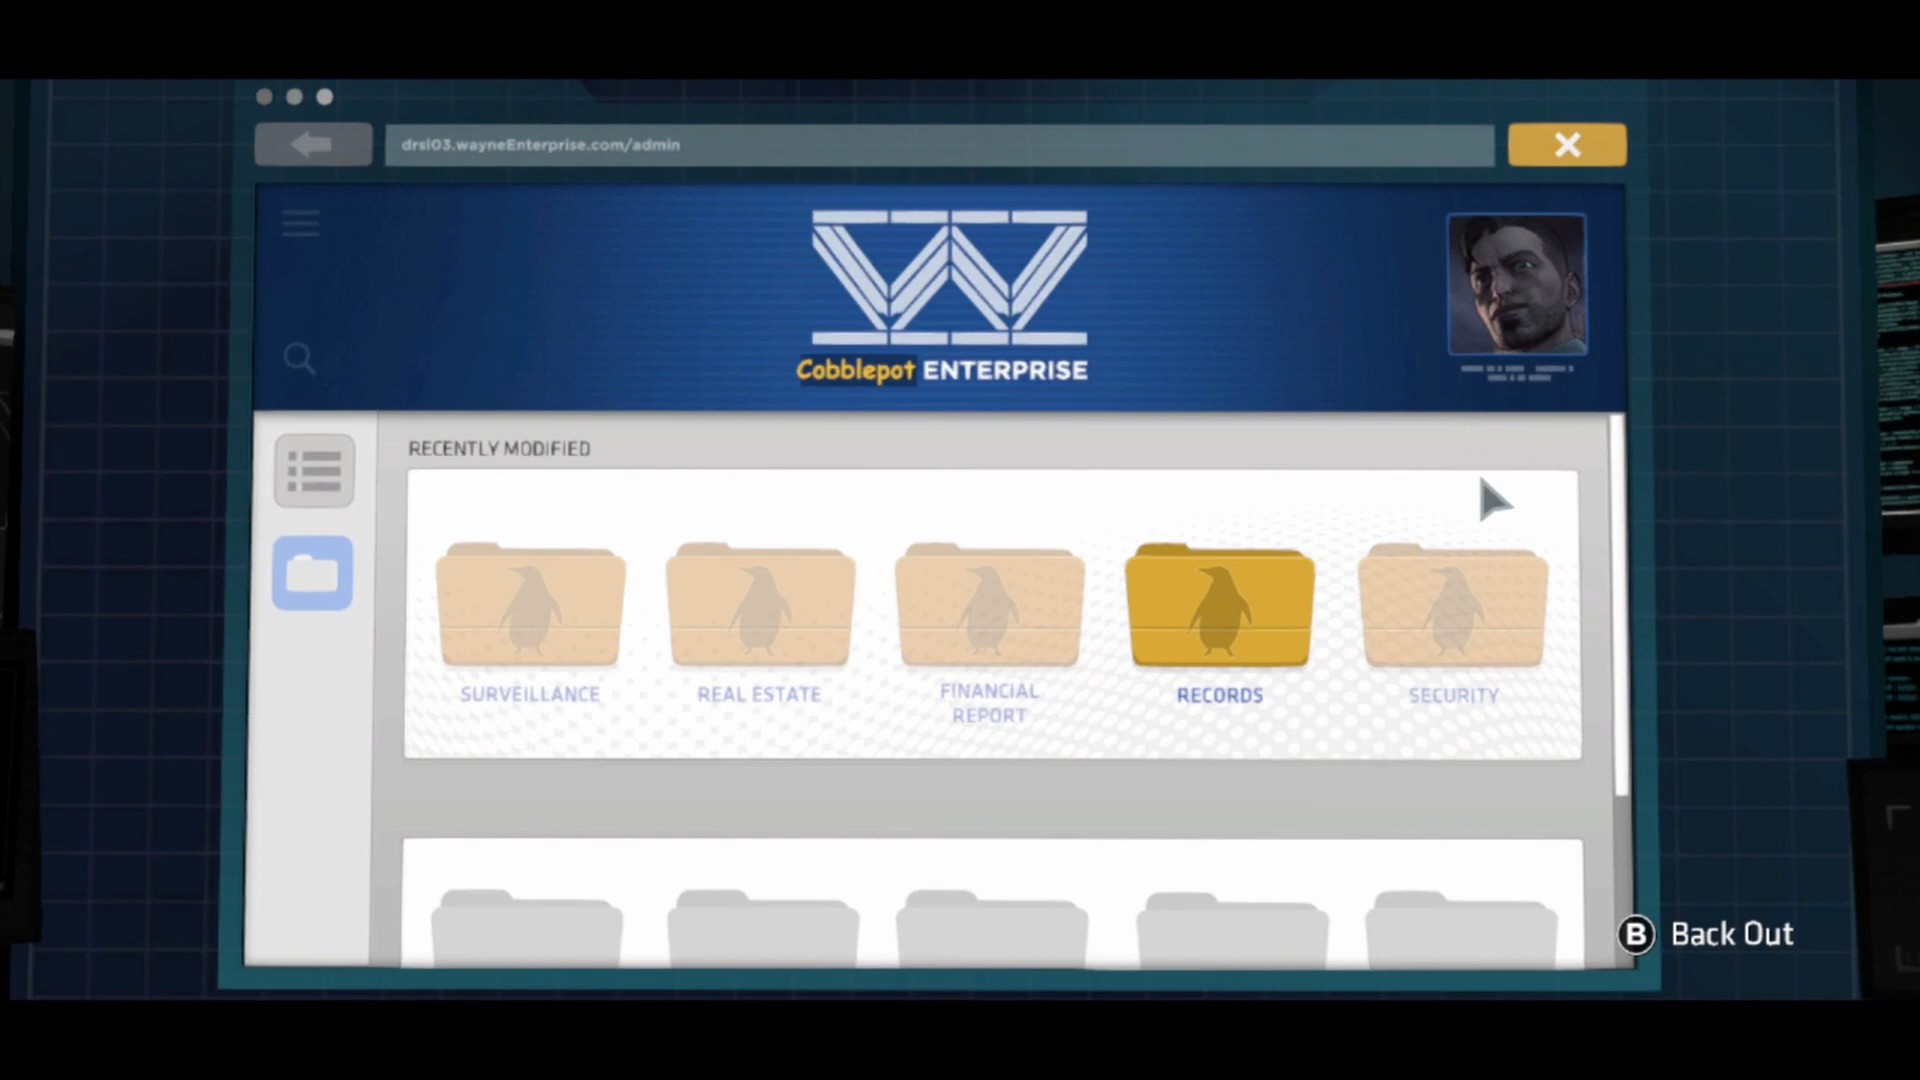 drsl03.wayneEnterprise.com/admin
Cobblepot ENTERPRISE
RECENTLY MODIFIED
SURVEILLANCE
REAL ESTATE
FINANCIAL
REPORT
RECORDS
SECURITY
B Back Out